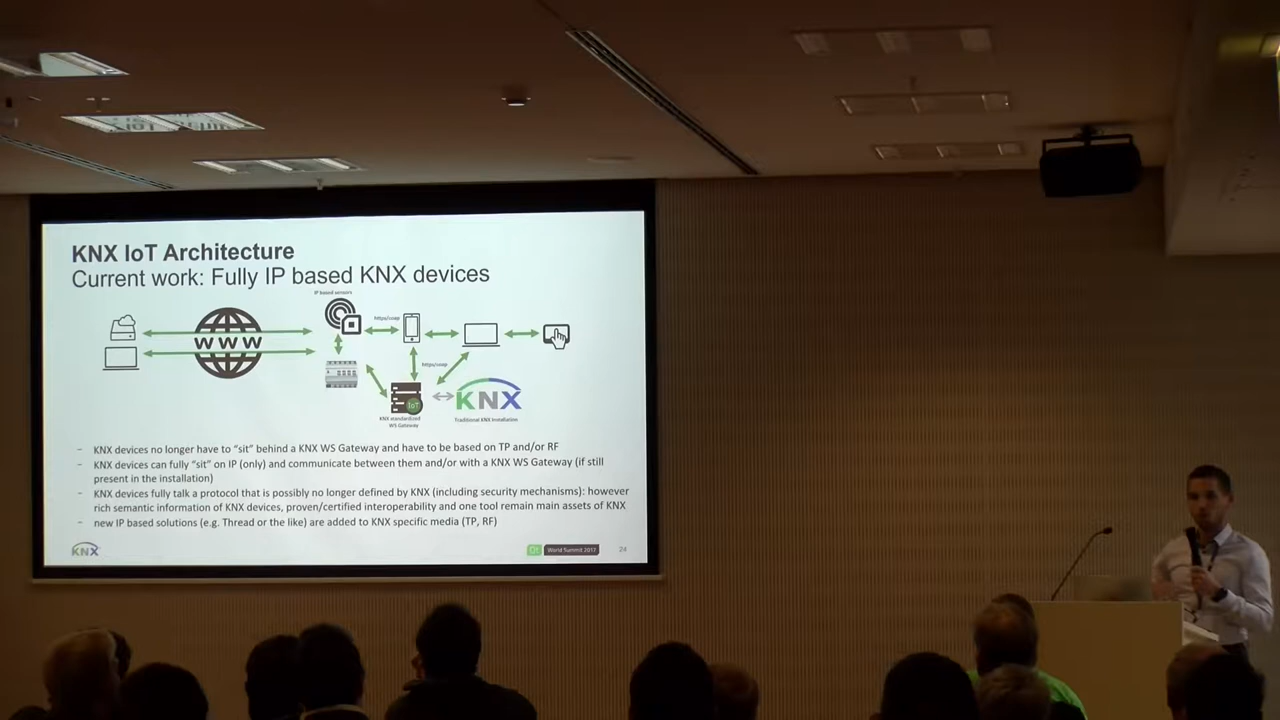 KNX IoT Architecture
Current work: Fully IP based KNX devices
IP based sensors
WWW
https/coap
https/coap
IoT
KNX
KNX standardized
WS Gateway
Traditional KNX Installation
- KNX devices no longer have to “sit” behind a KNX WS Gateway and have to be based on TP and/or RF
- KNX devices can fully “sit” on IP (only) and communicate between them and/or with a KNX WS Gateway (if still
present in the installation)
- KNX devices fully talk a protocol that is possibly no longer defined by KNX (including security mechanisms): however
rich semantic information of KNX devices, proven/certified interoperability and one tool remain main assets of KNX
- new IP based solutions (e.g. Thread or the like) are added to KNX specific media (TP, RF)
KNX
Qt World Summit 2017
24